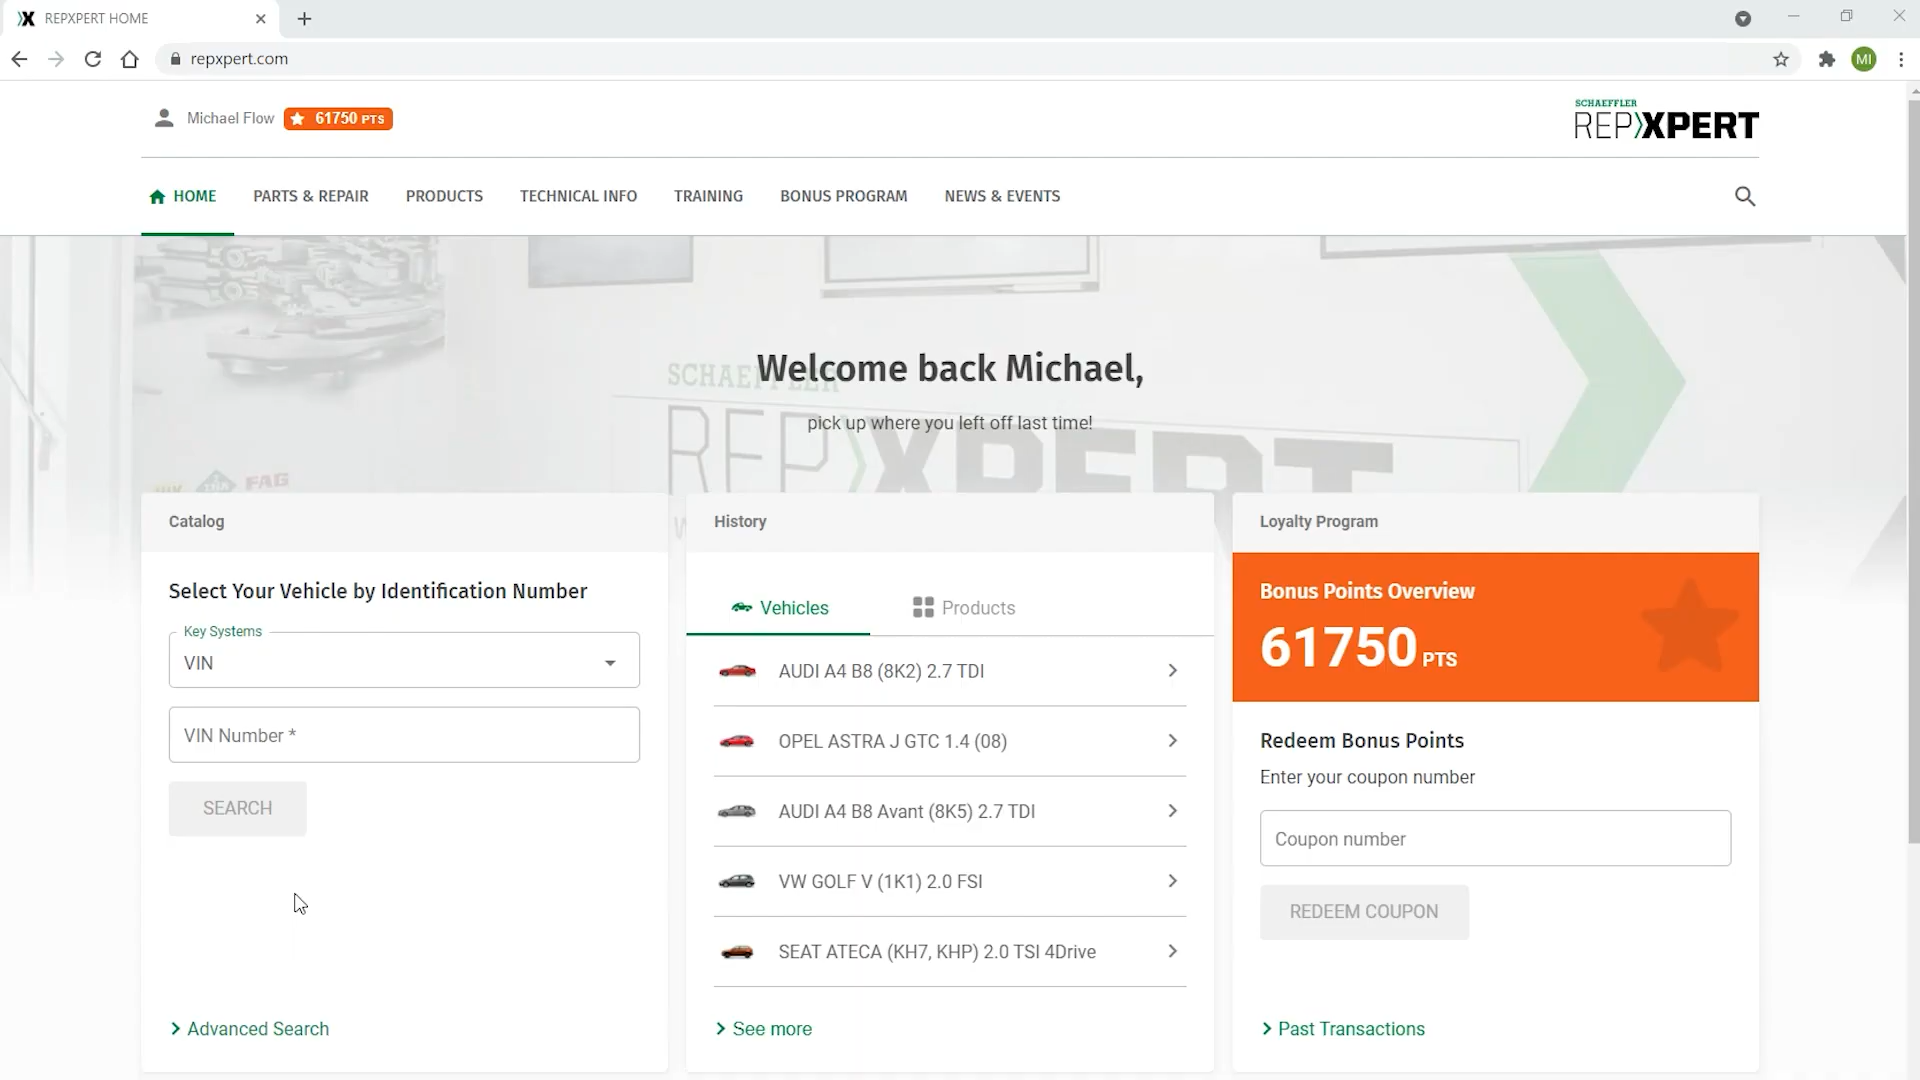 REPXPERT HOME
repxpert.com
MI
Michael Flow
61750 PTS
SCHAEFFLER
REPXPERT
HOME
PARTS & REPAIR
PRODUCTS
TECHNICAL INFO
TRAINING
BONUS PROGRAM
NEWS & EVENTS
SCHAEFFLER
REPXPERT
Welcome back Michael,
pick up where you left off last time!
FAG
Catalog
Select Your Vehicle by Identification Number
Key Systems
VIN
VIN Number *
SEARCH
Advanced Search
History
Vehicles
Products
AUDI A4 B8 (8K2) 2.7 TDI
OPEL ASTRA J GTC 1.4 (08)
AUDI A4 B8 Avant (8K5) 2.7 TDI
VW GOLF V (1K1) 2.0 FSI
SEAT ATECA (KH7, KHP) 2.0 TSI 4Drive
See more
Loyalty Program
Bonus Points Overview
61750 PTS
Redeem Bonus Points
Enter your coupon number
Coupon number
REDEEM COUPON
Past Transactions